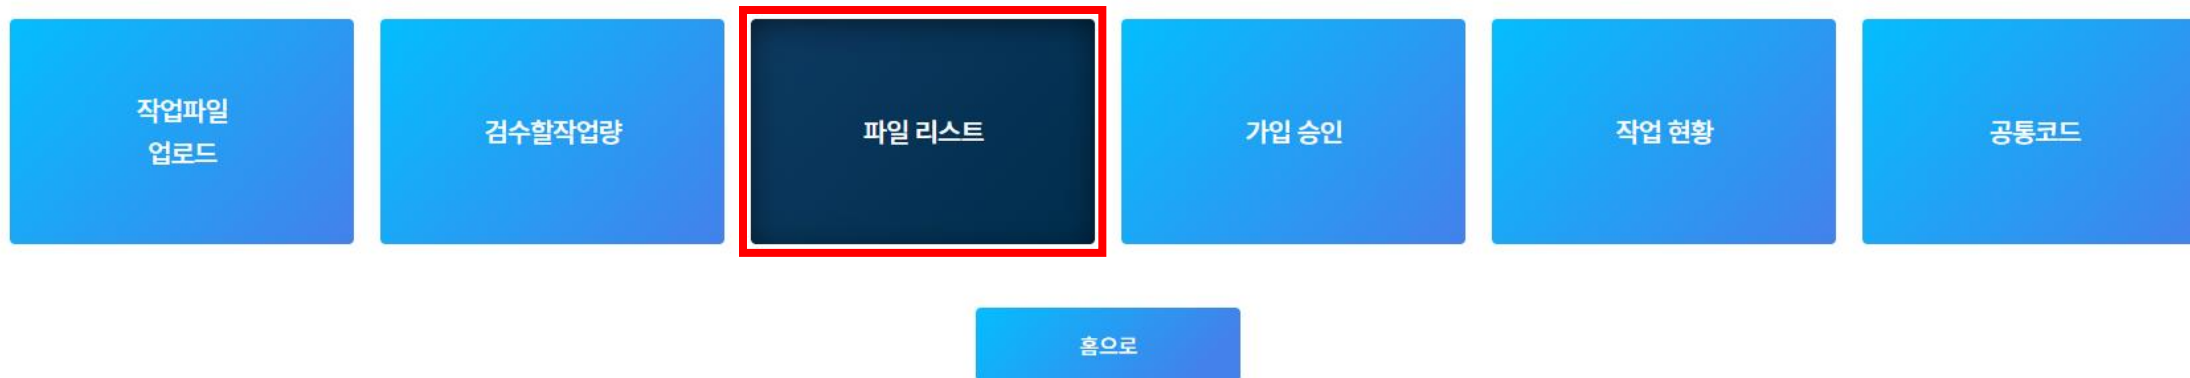 작업파일
업로드
검수할작업량
파일 리스트
가입 승인
작업 현황
공통코드
홈으로